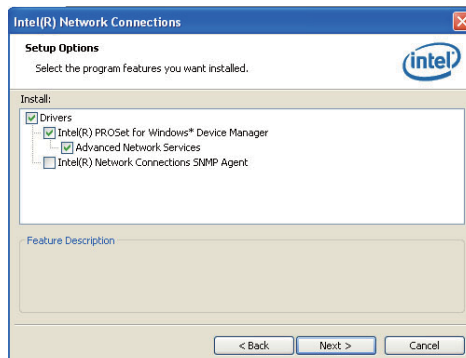 Intel(R) Network Connections
Setup Options
Select the program features you want installed.
intel
Install:
Drivers
Intel(R) PROSet for Windows* Device Manager
Advanced Network Services
Intel(R) Network Connections SNMP Agent
Feature Description
< Back
Next >
Cancel